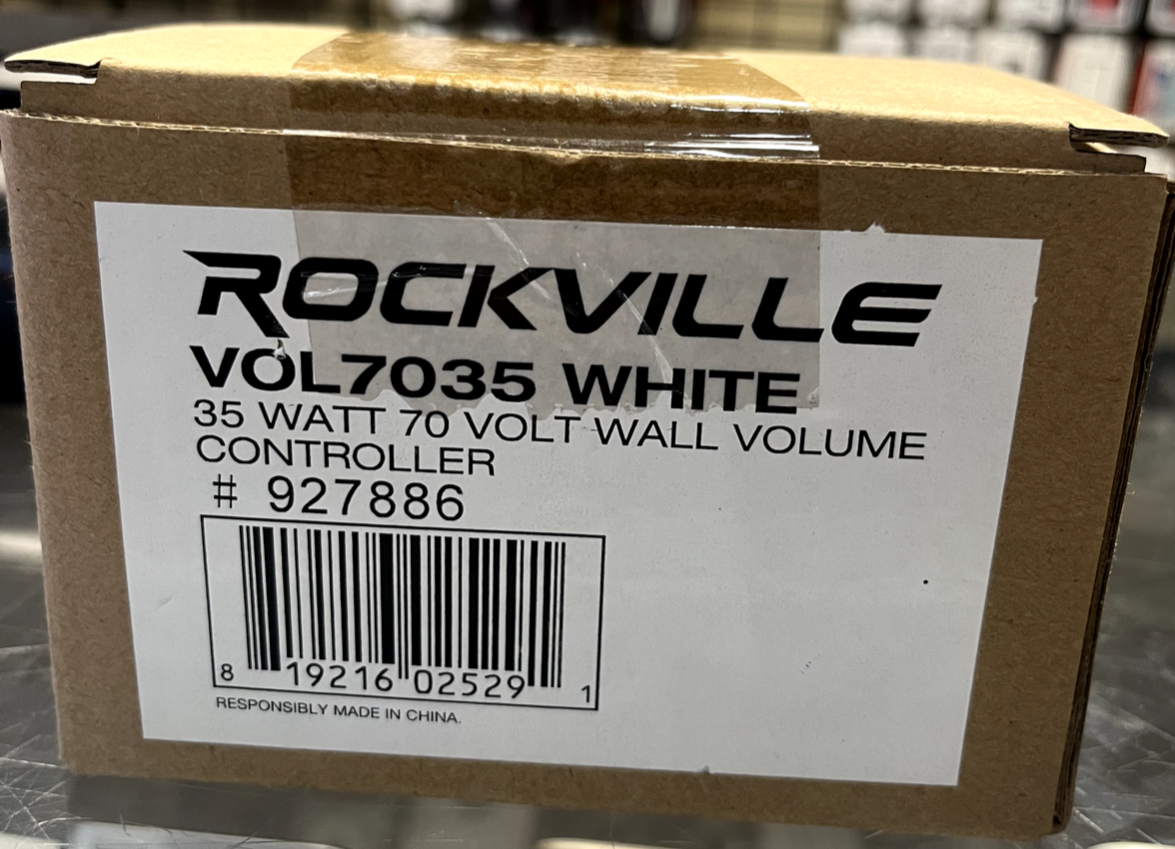 ROCKVILLE
VOL7035 WHITE
35 WATT 70 VOLT WALL VOLUME
CONTROLLER
# 927886
8 19216 02529 1
RESPONSIBLY MADE IN CHINA.